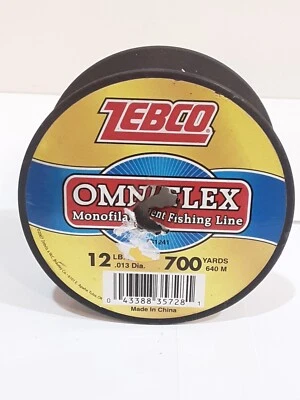 ZEBCO
OMNIFLEX
Monofilament Fishing Line
12 LB. 700 YARDS
.013 Dia. 640 M
0 43388 35728 1
Made In China